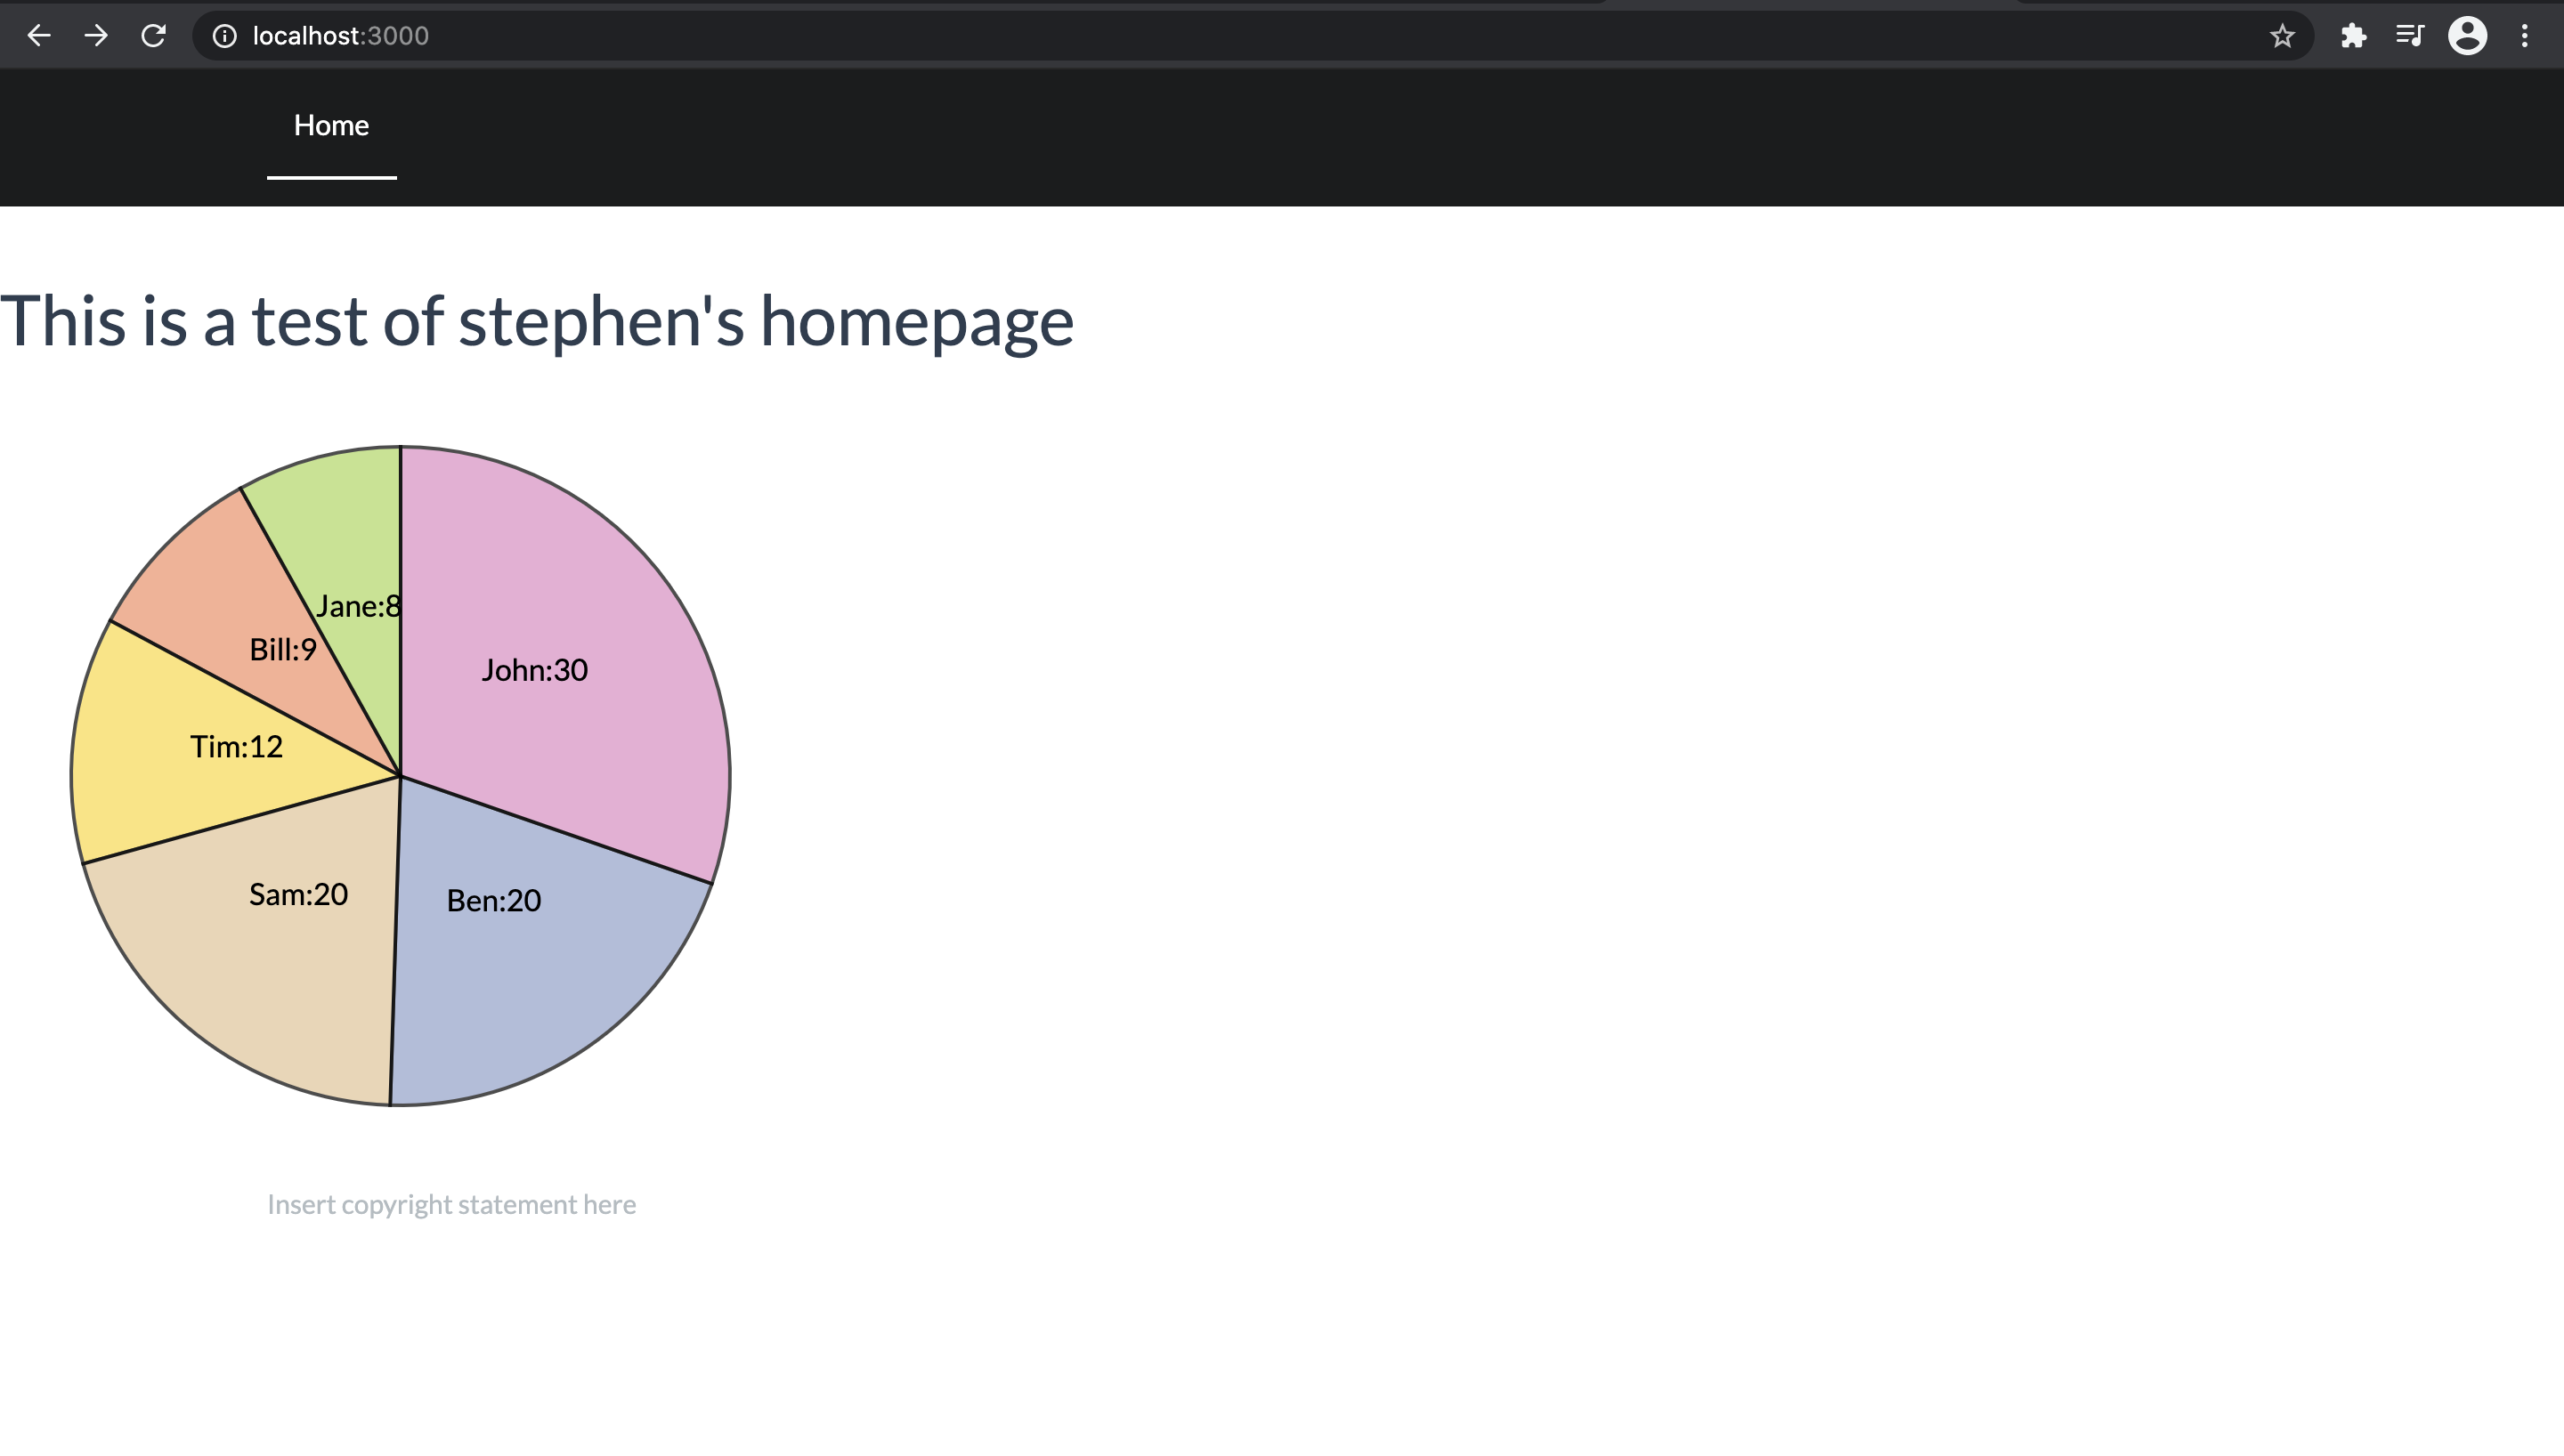 localhost:3000
Home
This is a test of stephen's homepage
Jane:8
Bill:9
John:30
Tim:12
Sam:20
Ben:20
Insert copyright statement here